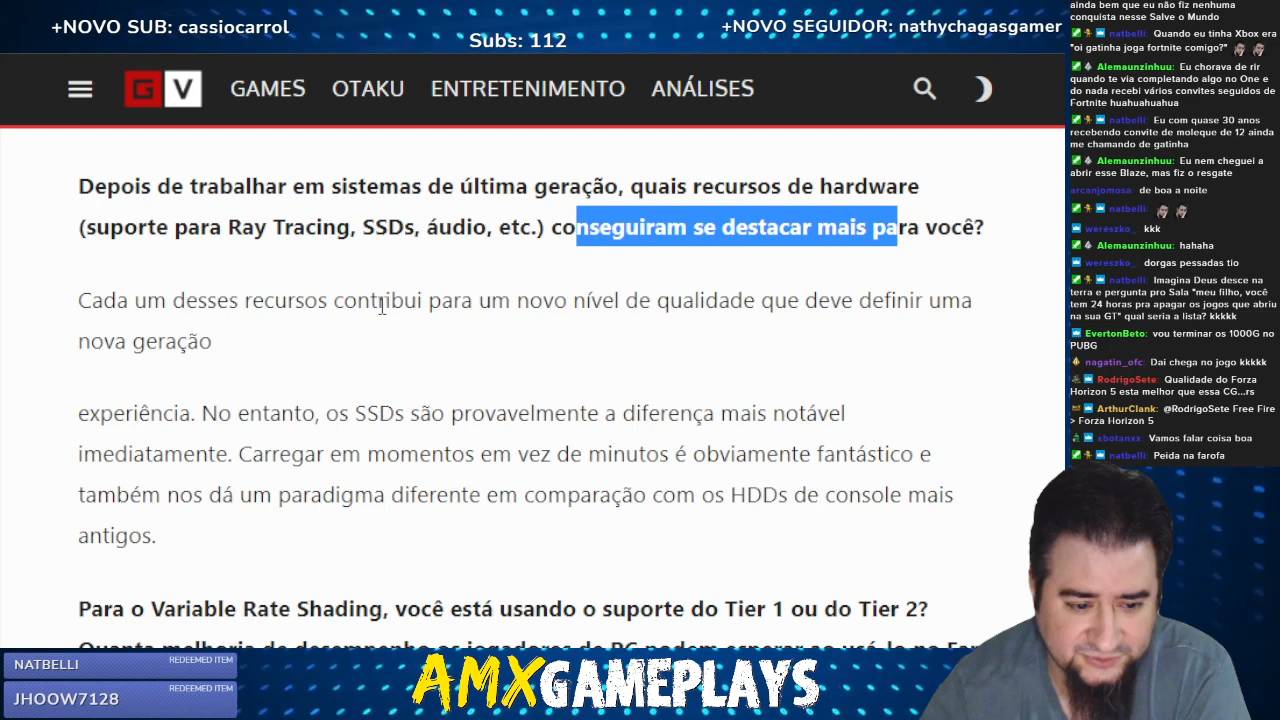 +NOVO SUB: cassiocarrol
Subs: 112
+NOVO SEGUIDOR: nathychagasgamer
G V
GAMES
OTAKU
ENTRETENIMENTO
ANÁLISES
Depois de trabalhar em sistemas de última geração, quais recursos de hardware
(suporte para Ray Tracing, SSDs, áudio, etc.) conseguiram se destacar mais para você?
Cada um desses recursos contribui para um novo nível de qualidade que deve definir uma
nova geração
experiência. No entanto, os SSDs são provavelmente a diferença mais notável
imediatamente. Carregar em momentos em vez de minutos é obviamente fantástico e
também nos dá um paradigma diferente em comparação com os HDDs de console mais
antigos.
Para o Variable Rate Shading, você está usando o suporte do Tier 1 ou do Tier 2?
ainda bem que eu não fiz nenhuma
conquista nesse Salve o Mundo
natbelli: Quando eu tinha Xbox era
"oi gatinha joga fortnite comigo?"
Alemaunzinhuu: Eu chorava de rir
quando te via completando algo no One e
do nada recebi vários convites seguidos de
Fortnite huahuahuahua
natbelli: Eu com quase 30 anos
recebendo convite de moleque de 12 ainda
me chamando de gatinha
Alemaunzinhuu: Eu nem cheguei a
abrir esse Blaze, mas fiz o resgate
arcanjomosa: de boa a noite
natbelli:
wereszko_ kkk
Alemaunzinhuu: hahaha
wereszko_: dorgas pessadas tio
natbelli: Imagina Deus desce na
terra e pergunta pro Sala "meu filho, você
tem 24 horas pra apagar os jogos que abriu
na sua GT" qual seria a lista? kkkkk
EvertonBeto: vou terminar os 1000G no
PUBG
nagatin_ofc: Dai chega no jogo kkkkk
RodrigoSete: Qualidade do Forza
Horizon 5 esta melhor que essa CG...rs
ArthurClank: @RodrigoSete Free Fire
> Forza Horizon 5
xbotanxx: Vamos falar coisa boa
natbelli: Peida na farofa
NATBELLI
REDEEMED ITEM
JHOOW7128
REDEEMED ITEM
AMXGAMEPLAYS